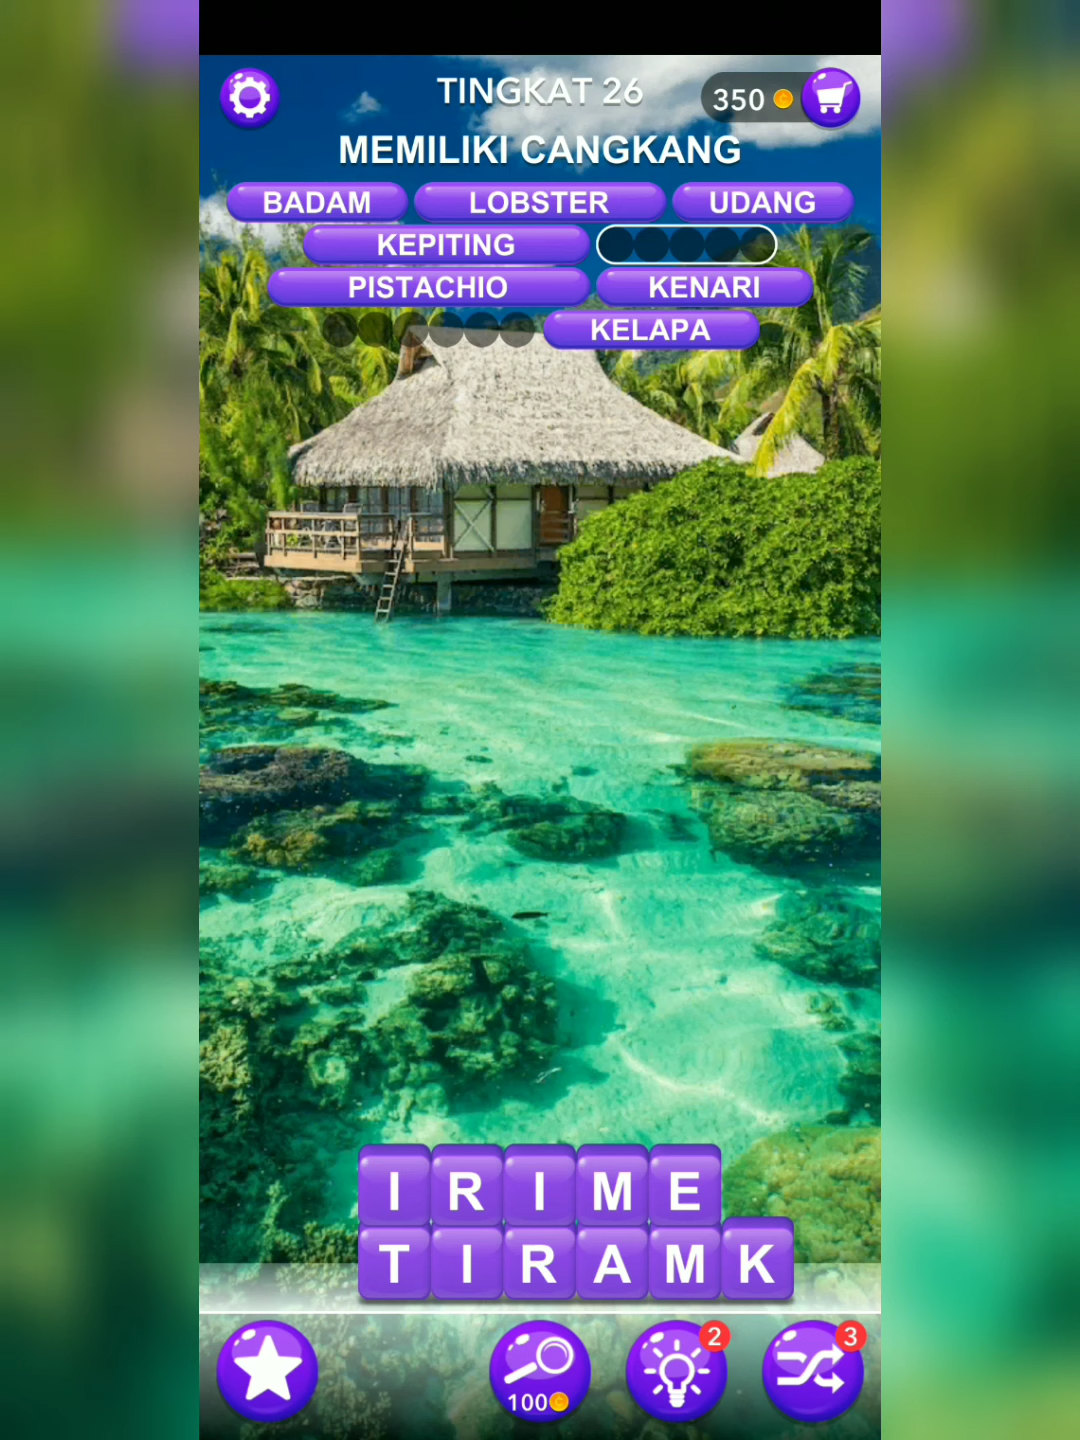 TINGKAT 26
350
MEMILIKI CANGKANG
BADAM LOBSTER UDANG
KEPITING
PISTACHIO KENARI
KELAPA
I R I M E
T I R A M K
100 2 3